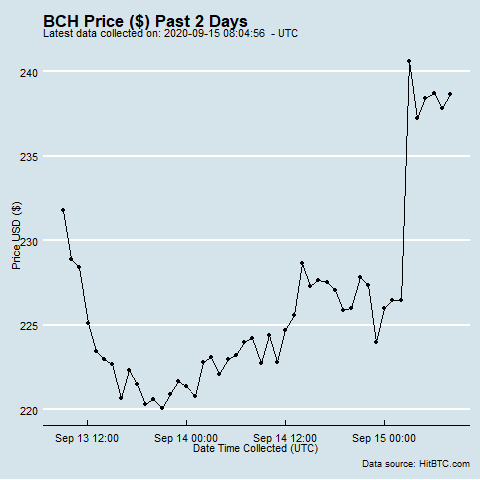 BCH Price ($) Past 2 Days
Latest data collected on: 2020-09-15 08:04:56  - UTC
Price USD ($)
240
235
230
225
220
Sep 13 12:00
Sep 14 00:00
Sep 14 12:00
Sep 15 00:00
Date Time Collected (UTC)
Data source: HitBTC.com